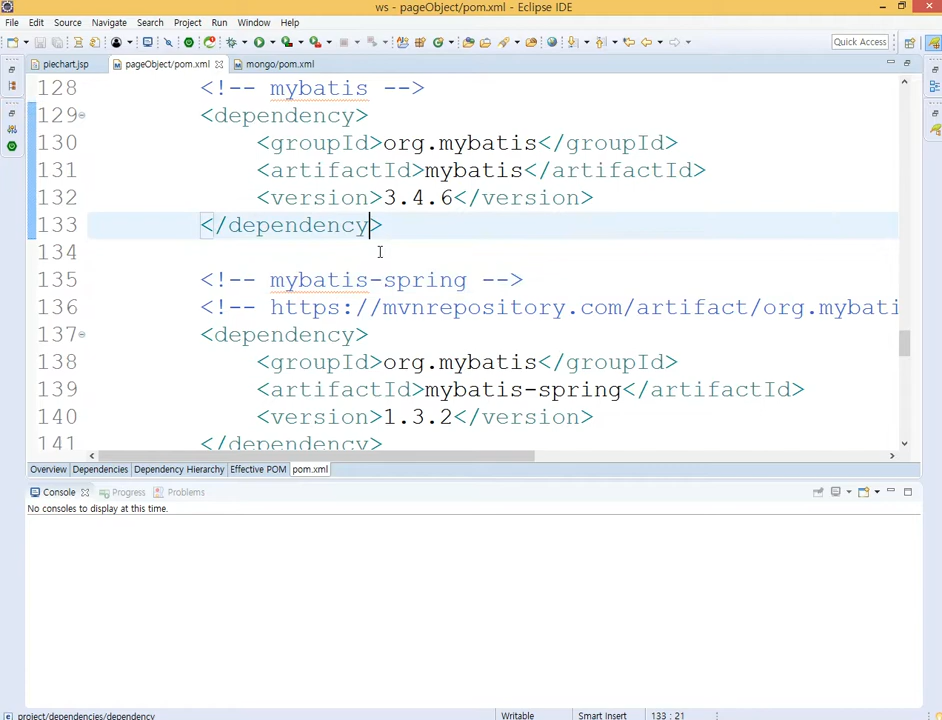 ws - pageObject/pom.xml - Eclipse IDE
File Edit Source Navigate Search Project Run Window Help
Quick Access
piechart.jsp pageObject/pom.xml mongo/pom.xml
128 <!-- mybatis -->
129 <dependency>
130 <groupId>org.mybatis</groupId>
131 <artifactId>mybatis</artifactId>
132 <version>3.4.6</version>
133 </dependency>
134
135 <!-- mybatis-spring -->
136 <!-- https://mvnrepository.com/artifact/org.mybati
137 <dependency>
138 <groupId>org.mybatis</groupId>
139 <artifactId>mybatis-spring</artifactId>
140 <version>1.3.2</version>
141 </dependency>
Overview Dependencies Dependency Hierarchy Effective POM pom.xml
Console Progress Problems
No consoles to display at this time.
project/dependencies/dependency Writable Smart Insert 133 : 21